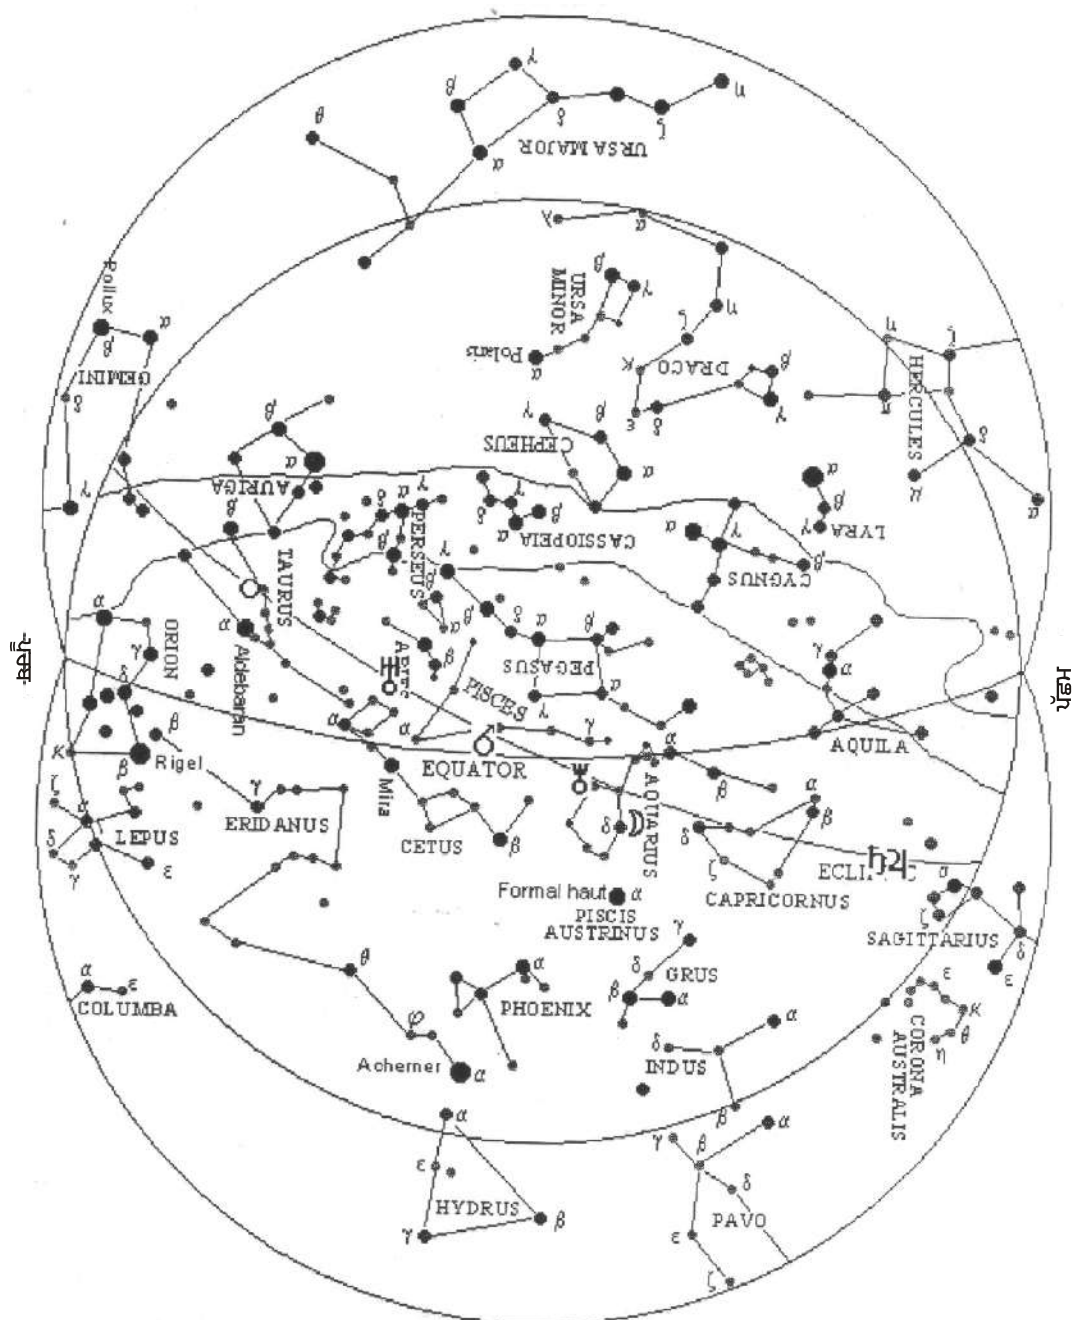 URSA MAJOR
θ
β
γ
δ
ζ
η
α
λ
α
URSA
MINOR
β
γ
Polaris
α
DRACO
η
ζ
κ
ε
δ
β
γ
Pollux
β
α
GEMINI
δ
γ
HERCULES
η
ζ
π
δ
μ
α
CEPHEUS
γ
β
α
AURIGA
β
α
β
TAURUS
PERSEUS
δ
α
γ
β
CASSIOPEIA
δ
γ
α
β
LYRA
α
β
γ
CYGNUS
α
γ
β
γ
β
δ
α
β
PEGASUS
γ
α
ORION
α
γ
δ
κ
β
Rigel
α
Aldebaran
β
α
β
PISCES
α
γ
γ
α
AQUILA
EQUATOR
α
Mira
AQUARIUS
α
β
δ
ERIDANUS
β
γ
CETUS
β
LEPUS
ζ
α
δ
γ
β
ε
CAPRICORNUS
α
β
δ
ζ
Formal haut
α
PISCIS
AUSTRINUS
SAGITTARIUS
σ
ζ
δ
ε
COLUMBA
α
ε
θ
φ
Acherner
α
PHOENIX
α
GRUS
γ
δ
β
α
INDUS
α
δ
β
CORONA
AUSTRALIS
ε
κ
θ
η
HYDRUS
α
ε
γ
β
PAVO
γ
β
α
δ
ε
ζ